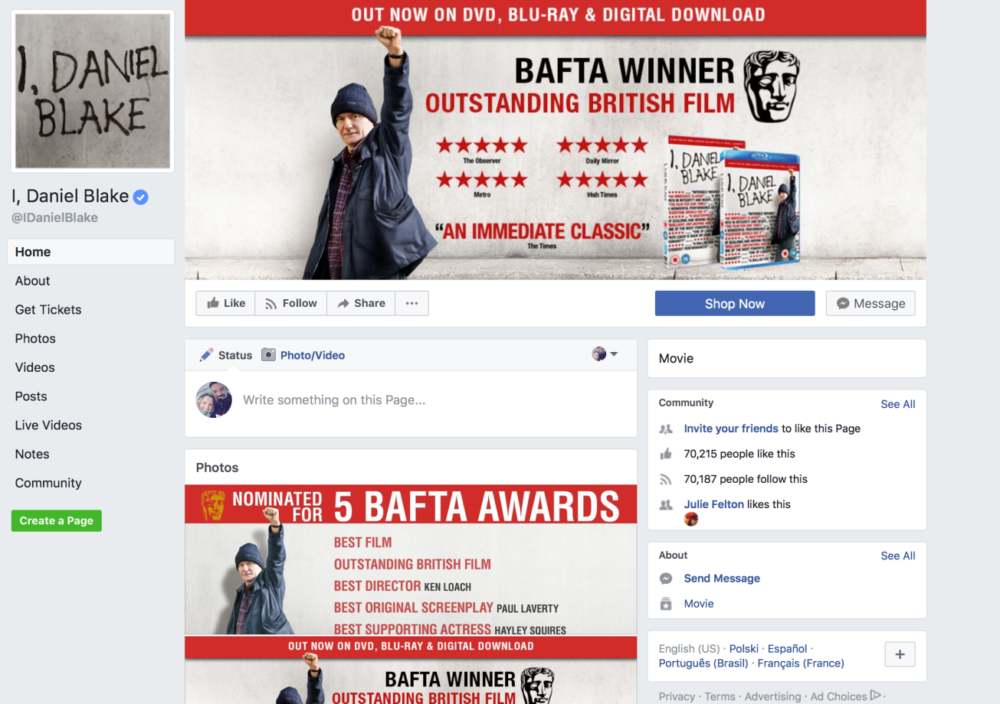 I, DANIEL
BLAKE
I, Daniel Blake
@IDanielBlake
Home
About
Get Tickets
Photos
Videos
Posts
Live Videos
Notes
Community
Create a Page
OUT NOW ON DVD, BLU-RAY & DIGITAL DOWNLOAD
BAFTA WINNER
OUTSTANDING BRITISH FILM
★★★★★ ★★★★★
The Observer Daily Mirror
★★★★★ ★★★★★
Metro Irish Times
“AN IMMEDIATE CLASSIC”
The Times
I, DANIEL
BLAKE
I, DANIEL
BLAKE
Like Follow Share ...
Shop Now Message
Status Photo/Video
Write something on this Page...
Photos
NOMINATED
FOR 5 BAFTA AWARDS
BEST FILM
OUTSTANDING BRITISH FILM
BEST DIRECTOR KEN LOACH
BEST ORIGINAL SCREENPLAY PAUL LAVERTY
BEST SUPPORTING ACTRESS HAYLEY SQUIRES
OUT NOW ON DVD, BLU-RAY & DIGITAL DOWNLOAD
BAFTA WINNER
OUTSTANDING BRITISH FILM
Movie
Community See All
Invite your friends to like this Page
70,215 people like this
70,187 people follow this
Julie Felton likes this
About See All
Send Message
Movie
English (US) · Polski · Español ·
Português (Brasil) · Français (France)
+
Privacy · Terms · Advertising · Ad Choices ·